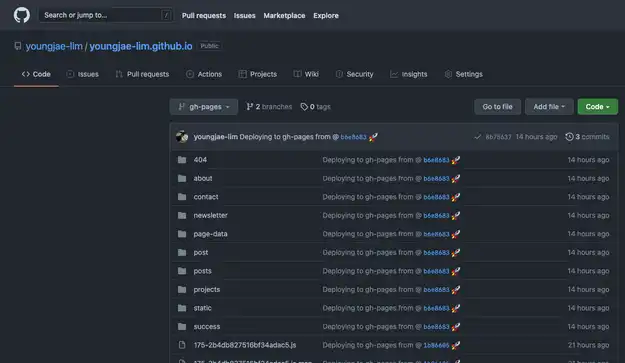 Search or jump to... / Pull requests Issues Marketplace Explore
youngjae-lim / youngjae-lim.github.io Public
Code Issues Pull requests Actions Projects Wiki Security Insights Settings
gh-pages 2 branches 0 tags Go to file Add file Code
youngjae-lim Deploying to gh-pages from @ b6e8683 🚀 8b75637 14 hours ago 3 commits
404 Deploying to gh-pages from @ b6e8683 🚀 14 hours ago
about Deploying to gh-pages from @ b6e8683 🚀 14 hours ago
contact Deploying to gh-pages from @ b6e8683 🚀 14 hours ago
newsletter Deploying to gh-pages from @ b6e8683 🚀 14 hours ago
page-data Deploying to gh-pages from @ b6e8683 🚀 14 hours ago
post Deploying to gh-pages from @ b6e8683 🚀 14 hours ago
posts Deploying to gh-pages from @ b6e8683 🚀 14 hours ago
projects Deploying to gh-pages from @ b6e8683 🚀 14 hours ago
static Deploying to gh-pages from @ b6e8683 🚀 14 hours ago
success Deploying to gh-pages from @ b6e8683 🚀 14 hours ago
175-2b4db827516bf34adac5.js Deploying to gh-pages from @ 1b86605 🚀 21 hours ago